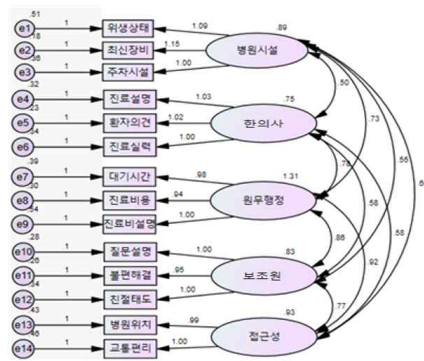 .51
e1 1 위생상태 1.09 .89
.18
e2 1 최신장비 1.15 병원시설
.36
e3 1 주차시설 1.00
.32 .50
e4 1 진료설명 1.03 .75
.23 .73
e5 1 환자의견 1.02 한의사
.34
e6 1 진료실력 1.00 .55
.39 .78
e7 1 대기시간 .98 1.31
.30
e8 1 진료비용 .94 원무행정 .58
.54
e9 1 진료비설명 1.00 .58
.28 .86
e10 1 질문설명 1.00 .83 .92
e11 1 불편해결 .95 보조원
.34
e12 1 친절태도 1.00 .77
.43 .93
e13 1 병원위치 .99
.46 접근성
e14 1 교통편리 1.00